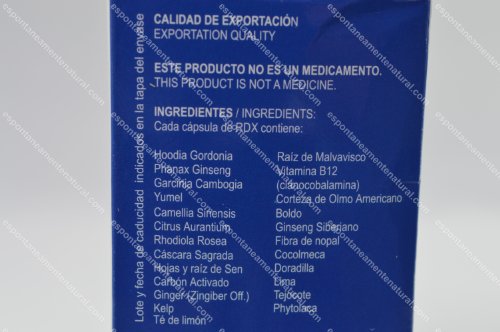 CALIDAD DE EXPORTACIÓN
EXPORTATION QUALITY
ESTE PRODUCTO NO ES UN MEDICAMENTO.
THIS PRODUCT IS NOT A MEDICINE.
INGREDIENTES / INGREDIENTS:
Cada cápsula de RDX contiene:
Hoodia Gordonia
Phanax Ginseng
Garcinia Cambogia
Yumel
Camellia Sinensis
Citrus Aurantium
Rhodiola Rosea
Cáscara Sagrada
Hojas y raíz de Sen
Carbón Activado
Ginger (Zingiber Off.)
Kelp
Té de limón
Raíz de Malvavisco
Vitamina B12
(cianocobalamina)
Corteza de Olmo Americano
Boldo
Ginseng Siberiano
Fibra de nopal
Cocolmeca
Doradilla
Lima
Tejocote
Phytolaca
Lote y fecha de caducidad indicados en la tapa del envase
espontaneamentenatural.com